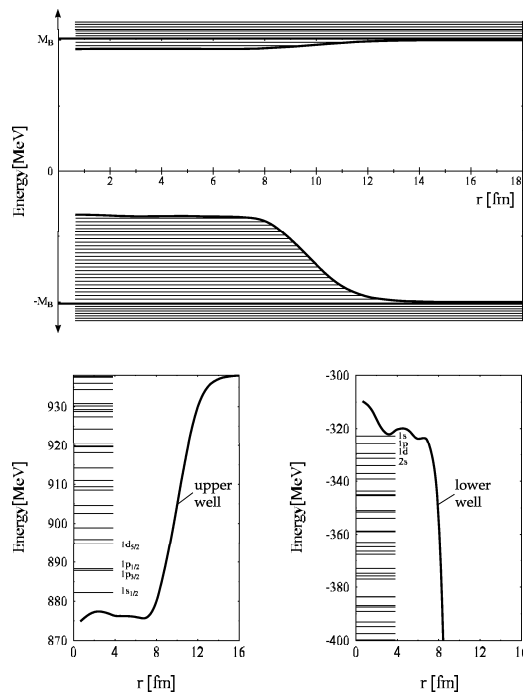 M_B
Energy[MeV]
0
0
2
4
6
8
10
12
14
16
18
r [fm]
-M_B
930
920
910
900
890
880
870
Energy[MeV]
upper
well
1d5/2
1p1/2
1p3/2
1s1/2
0
4
8
12
16
r [fm]
-300
-320
-340
-360
-380
-400
Energy[MeV]
1s
1p
1d
2s
lower
well
0
4
8
12
16
r [fm]